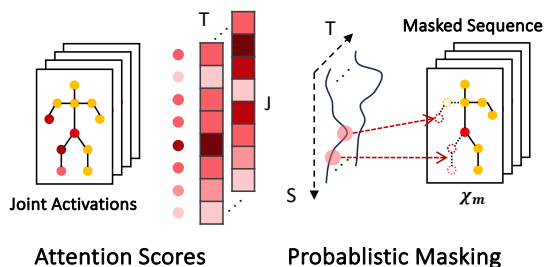 Masked Sequence
T
T
J
S
Joint Activations
χm
Attention Scores
Probablistic Masking